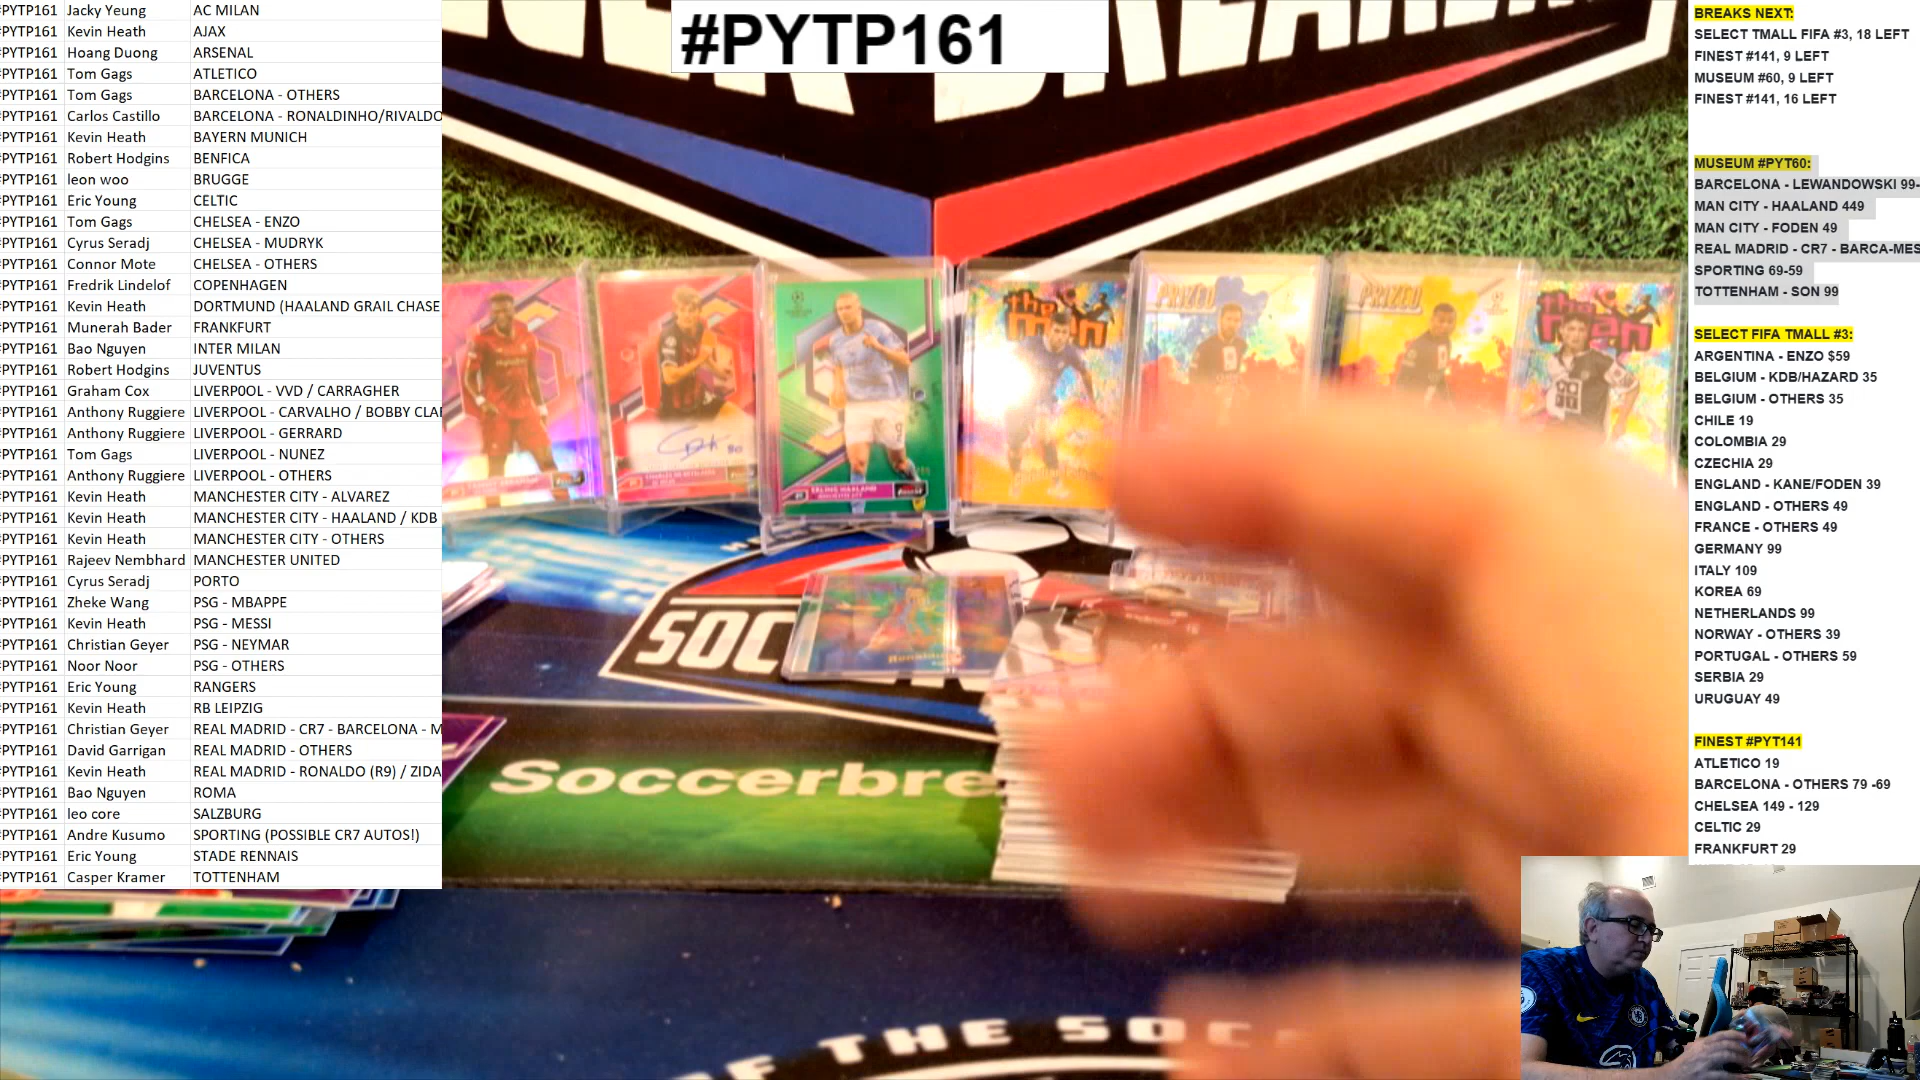 #PYTP161
#PYTP161 Jacky Yeung AC MILAN
#PYTP161 Kevin Heath AJAX
#PYTP161 Hoang Duong ARSENAL
#PYTP161 Tom Gags ATLETICO
#PYTP161 Tom Gags BARCELONA - OTHERS
#PYTP161 Carlos Castillo BARCELONA - RONALDINHO/RIVALDO
#PYTP161 Kevin Heath BAYERN MUNICH
#PYTP161 Robert Hodgins BENFICA
#PYTP161 leon woo BRUGGE
#PYTP161 Eric Young CELTIC
#PYTP161 Tom Gags CHELSEA - ENZO
#PYTP161 Cyrus Seradj CHELSEA - MUDRYK
#PYTP161 Connor Mote CHELSEA - OTHERS
#PYTP161 Fredrik Lindelof COPENHAGEN
#PYTP161 Kevin Heath DORTMUND (HAALAND GRAIL CHASE
#PYTP161 Munerah Bader FRANKFURT
#PYTP161 Bao Nguyen INTER MILAN
#PYTP161 Robert Hodgins JUVENTUS
#PYTP161 Graham Cox LIVERP0OL - VVD / CARRAGHER
#PYTP161 Anthony Ruggiere LIVERPOOL - CARVALHO / BOBBY CLA
#PYTP161 Anthony Ruggiere LIVERPOOL - GERRARD
#PYTP161 Tom Gags LIVERPOOL - NUNEZ
#PYTP161 Anthony Ruggiere LIVERPOOL - OTHERS
#PYTP161 Kevin Heath MANCHESTER CITY - ALVAREZ
#PYTP161 Kevin Heath MANCHESTER CITY - HAALAND / KDB
#PYTP161 Kevin Heath MANCHESTER CITY - OTHERS
#PYTP161 Rajeev Nembhard MANCHESTER UNITED
#PYTP161 Cyrus Seradj PORTO
#PYTP161 Zheke Wang PSG - MBAPPE
#PYTP161 Kevin Heath PSG - MESSI
#PYTP161 Christian Geyer PSG - NEYMAR
#PYTP161 Noor Noor PSG - OTHERS
#PYTP161 Eric Young RANGERS
#PYTP161 Kevin Heath RB LEIPZIG
#PYTP161 Christian Geyer REAL MADRID - CR7 - BARCELONA - M
#PYTP161 David Garrigan REAL MADRID - OTHERS
#PYTP161 Kevin Heath REAL MADRID - RONALDO (R9) / ZIDA
#PYTP161 Bao Nguyen ROMA
#PYTP161 leo core SALZBURG
#PYTP161 Andre Kusumo SPORTING (POSSIBLE CR7 AUTOS!)
#PYTP161 Eric Young STADE RENNAIS
#PYTP161 Casper Kramer TOTTENHAM
the man
PRIZED
PRIZED
the man
ERLING HAALAND
SOC
Ronaldo
Soccerbre
OF THE SOC
BREAKS NEXT:
SELECT TMALL FIFA #3, 18 LEFT
FINEST #141, 9 LEFT
MUSEUM #60, 9 LEFT
FINEST #141, 16 LEFT
MUSEUM #PYT60:
BARCELONA - LEWANDOWSKI 99-
MAN CITY - HAALAND 449
MAN CITY - FODEN 49
REAL MADRID - CR7 - BARCA-MES
SPORTING 69-59
TOTTENHAM - SON 99
SELECT FIFA TMALL #3:
ARGENTINA - ENZO $59
BELGIUM - KDB/HAZARD 35
BELGIUM - OTHERS 35
CHILE 19
COLOMBIA 29
CZECHIA 29
ENGLAND - KANE/FODEN 39
ENGLAND - OTHERS 49
FRANCE - OTHERS 49
GERMANY 99
ITALY 109
KOREA 69
NETHERLANDS 99
NORWAY - OTHERS 39
PORTUGAL - OTHERS 59
SERBIA 29
URUGUAY 49
FINEST #PYT141
ATLETICO 19
BARCELONA - OTHERS 79 -69
CHELSEA 149 - 129
CELTIC 29
FRANKFURT 29